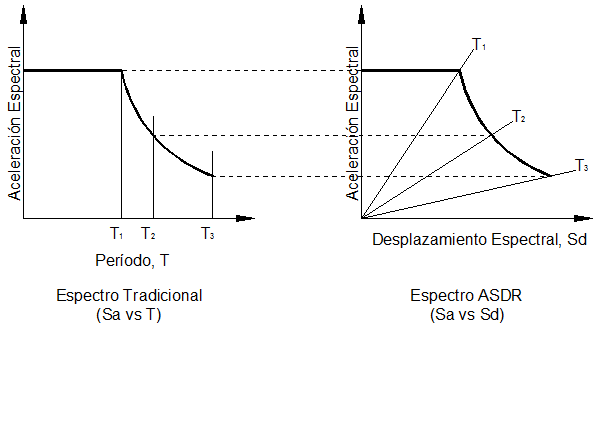 Aceleración Espectral
T1
T2
T3
Período, T
Espectro Tradicional
(Sa vs T)
Aceleración Espectral
T1
T2
T3
Desplazamiento Espectral, Sd
Espectro ASDR
(Sa vs Sd)